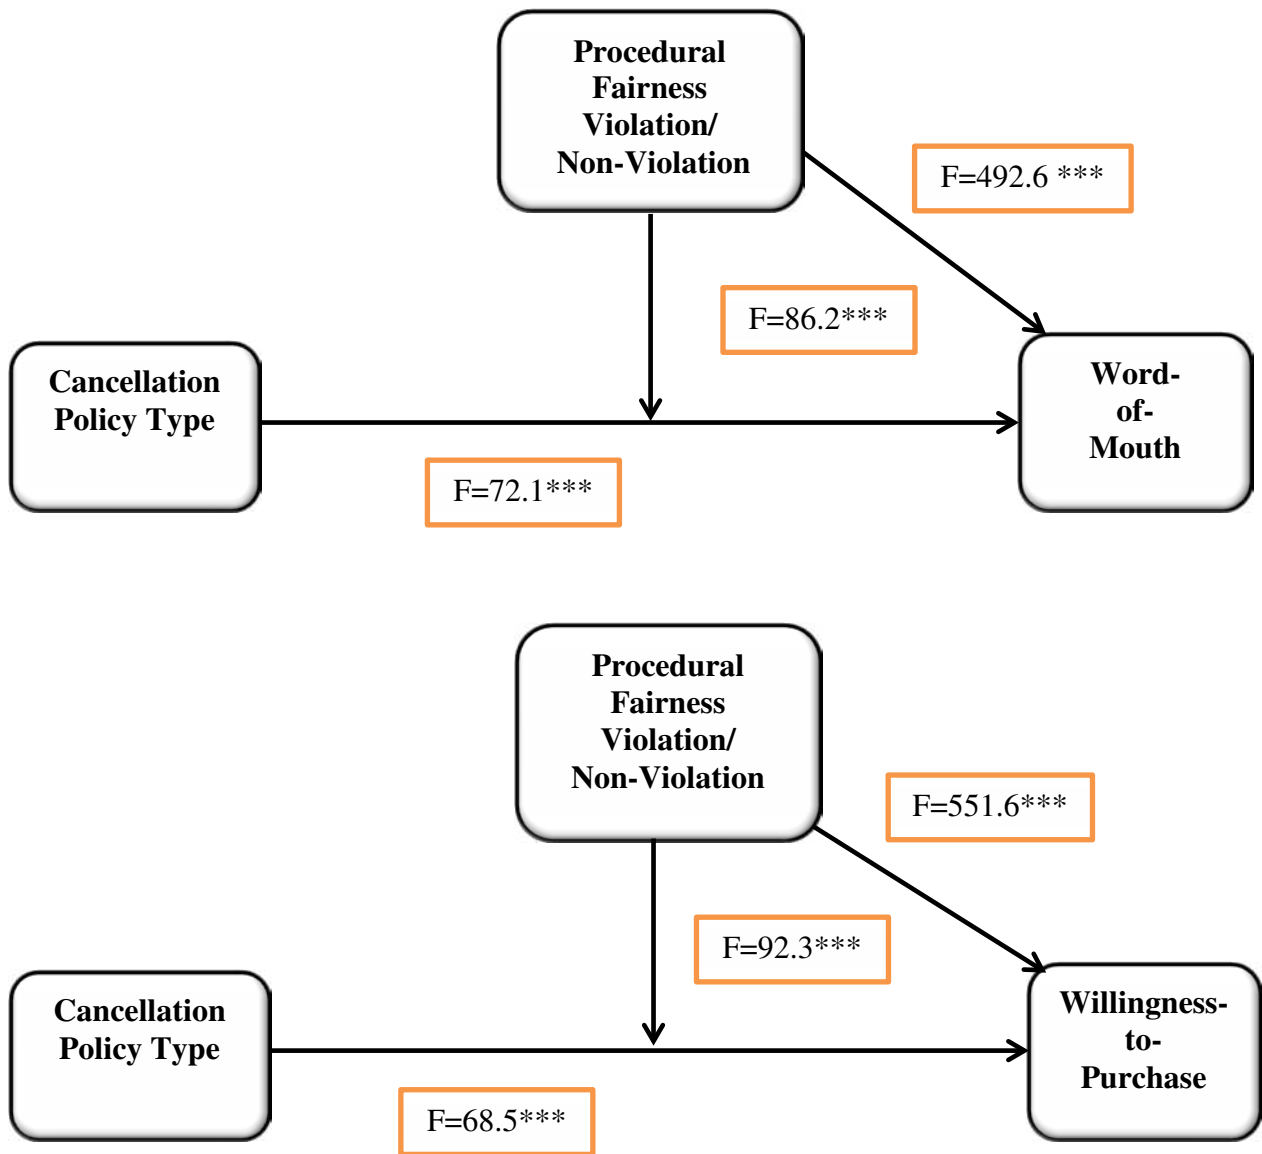 Procedural
Fairness
Violation/
Non-Violation
F=492.6 ***
F=86.2***
Cancellation
Policy Type
Word-
of-
Mouth
F=72.1***
Procedural
Fairness
Violation/
Non-Violation
F=551.6***
F=92.3***
Cancellation
Policy Type
Willingness-
to-
Purchase
F=68.5***